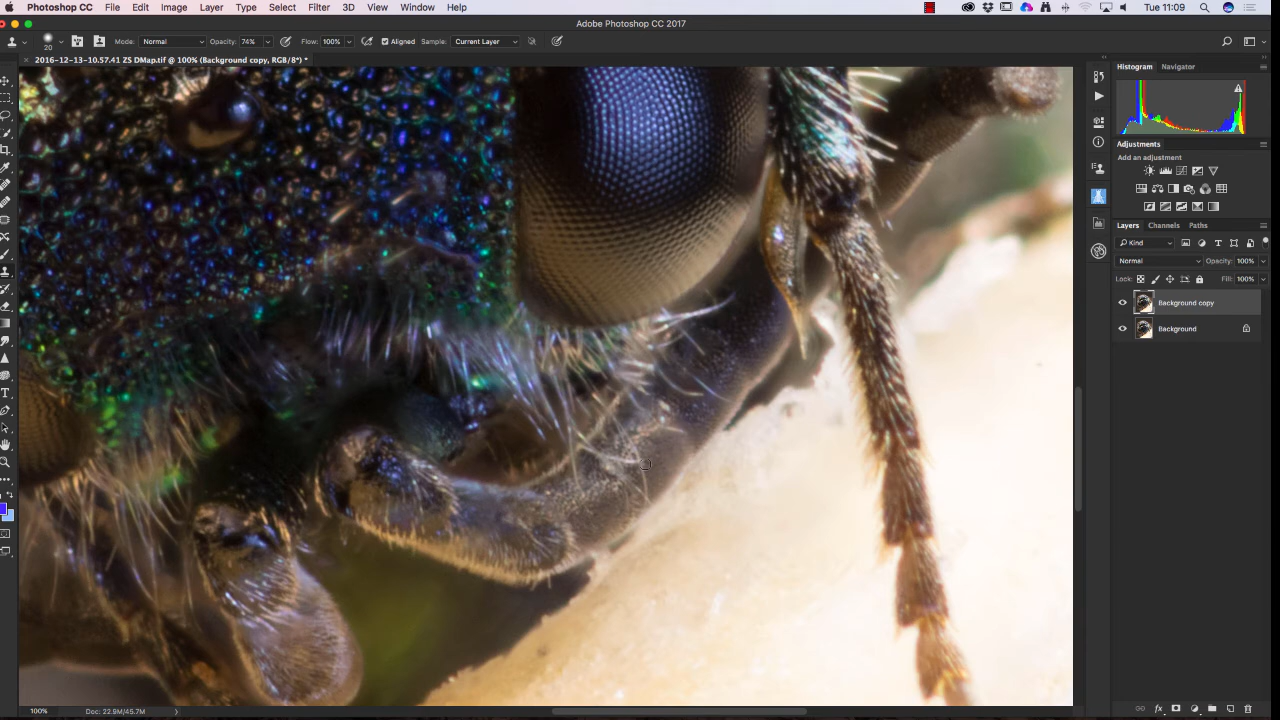 Photoshop CC File Edit Image Layer Type Select Filter 3D View Window Help Tue 11:09
Adobe Photoshop CC 2017
20 Mode: Normal Opacity: 74% Flow: 100% Aligned Sample: Current Layer
2016-12-13-10.57.41 ZS DMap.tif @ 100% (Background copy, RGB/8*) *
Histogram Navigator
Adjustments
Add an adjustment
Layers Channels Paths
Kind
Normal Opacity: 100%
Lock: Fill: 100%
Background copy
Background
100% Doc: 22.9M/45.7M